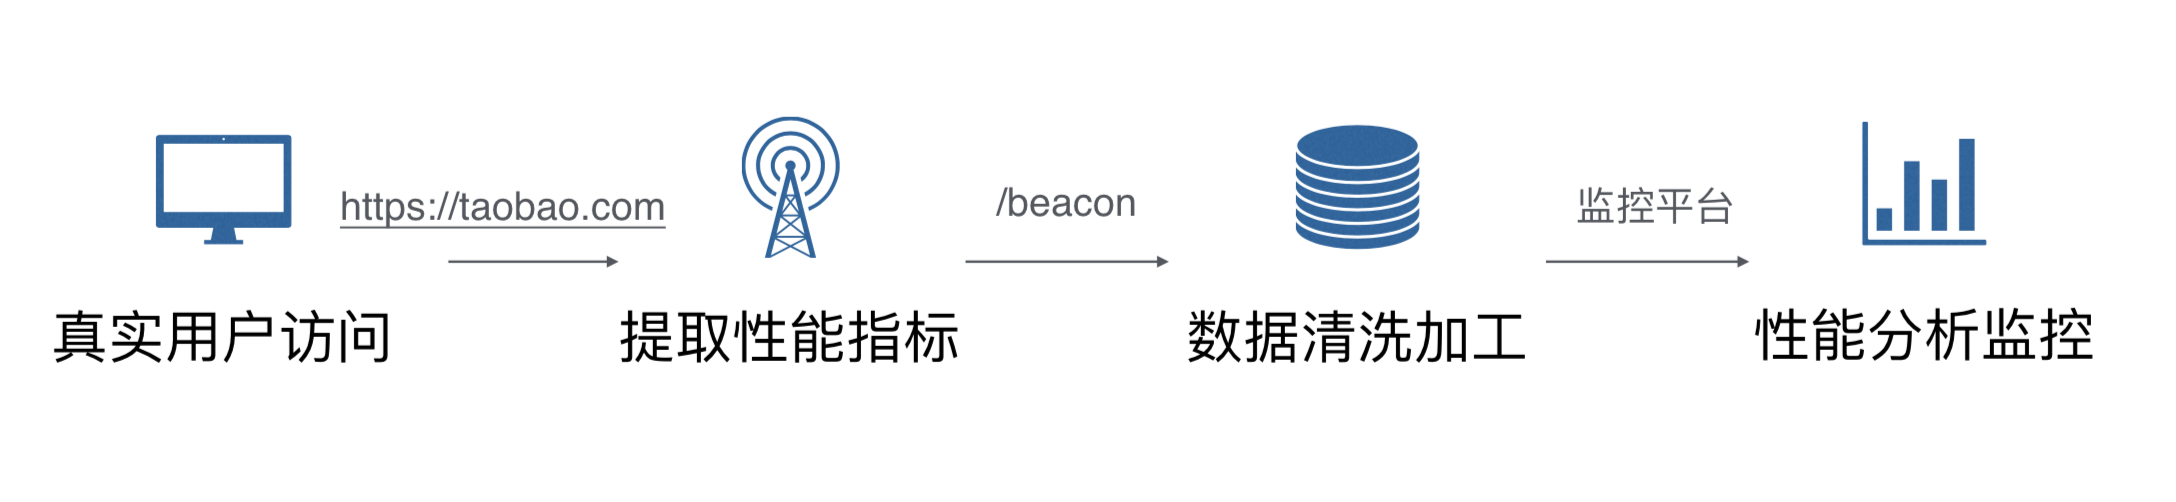 https://taobao.com
/beacon
监控平台
真实用户访问
提取性能指标
数据清洗加工
性能分析监控